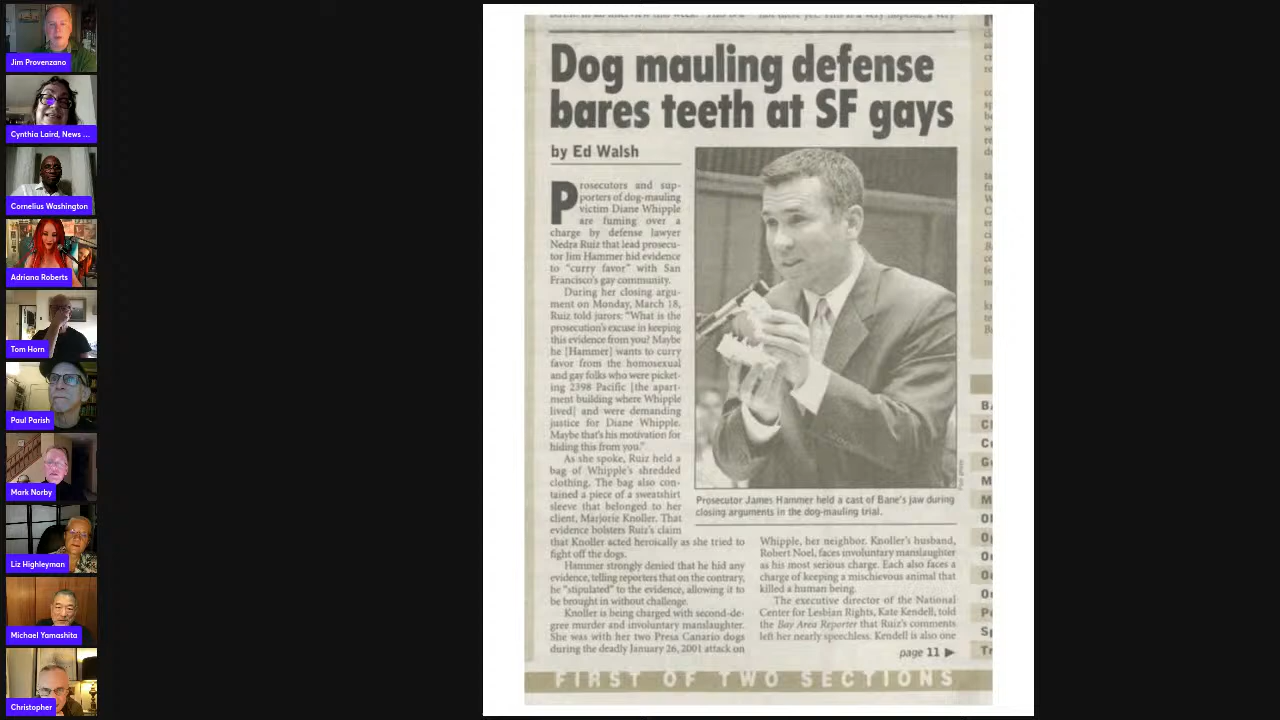 Jim Provenzano
Cynthia Laird, News ...
Cornelius Washington
Adriana Roberts
Tom Horn
Paul Parish
Mark Norby
Liz Highleyman
Michael Yamashita
Christopher
Dog mauling defense
bares teeth at SF gays
by Ed Walsh
Prosecutors and sup-
porters of dog-mauling
victim Diane Whipple
are fuming over a
charge by defense lawyer
Nedra Ruiz that lead prosecu-
tor Jim Hammer hid evidence
to “curry favor” with San
Francisco's gay community.
During her closing argu-
ment on Monday, March 18,
Ruiz told jurors: “What is the
prosecution's excuse in keeping
this evidence from you? Maybe
he [Hammer] wants to curry
favor from the homosexual
and gay folks who were picket-
ing 2398 Pacific [the apart-
ment building where Whipple
lived] and were demanding
justice for Diane Whipple.
Maybe that's his motivation for
hiding this from you.”
As she spoke, Ruiz held a
bag of Whipple's shredded
clothing. The bag also con-
tained a piece of a sweatshirt
sleeve that belonged to her
client, Marjorie Knoller. That
evidence bolsters Ruiz's claim
that Knoller acted heroically as she tried to
fight off the dogs.
Hammer strongly denied that he hid any
evidence, telling reporters that on the contrary,
he “stipulated” to the evidence, allowing it to
be brought in without challenge.
Knoller is being charged with second-de-
gree murder and involuntary manslaughter.
She was with her two Presa Canario dogs
during the deadly January 26, 2001 attack on
Prosecutor James Hammer held a cast of Bane's jaw during
closing arguments in the dog-mauling trial.
Whipple, her neighbor. Knoller's husband,
Robert Noel, faces involuntary manslaughter
as his most serious charge. Each also faces a
charge of keeping a mischievous animal that
killed a human being.
The executive director of the National
Center for Lesbian Rights, Kate Kendell, told
the Bay Area Reporter that Ruiz's comments
left her nearly speechless. Kendell is also one
page 11 ▶
FIRST OF TWO SECTIONS